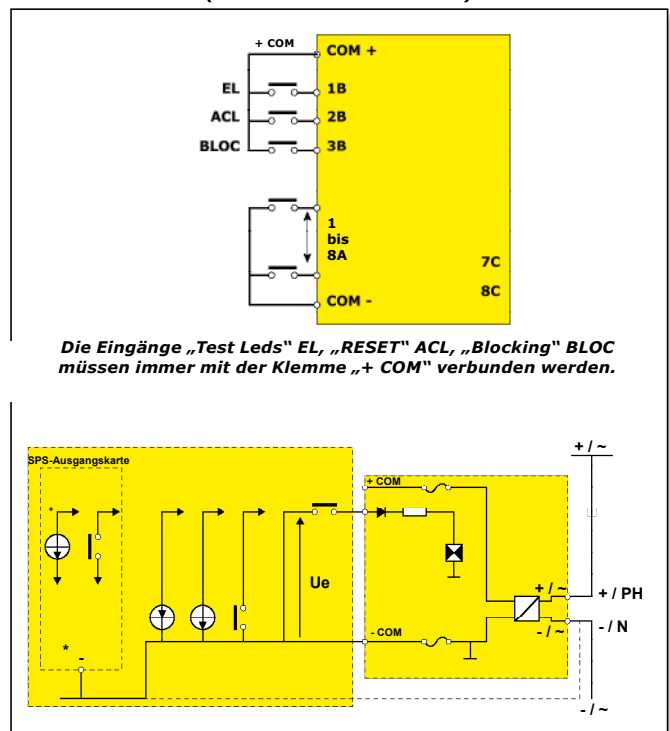 + COM
COM +
EL
1B
ACL
2B
BLOC
3B
1
bis
8A
7C
8C
COM -
Die Eingänge „Test Leds“ EL, „RESET“ ACL, „Blocking“ BLOC
müssen immer mit der Klemme „+ COM“ verbunden werden.
+ / ~
SPS-Ausgangskarte
+ COM
+
Ue
+ / ~
+ / PH
- / ~
- / N
- COM
*
-
- / ~